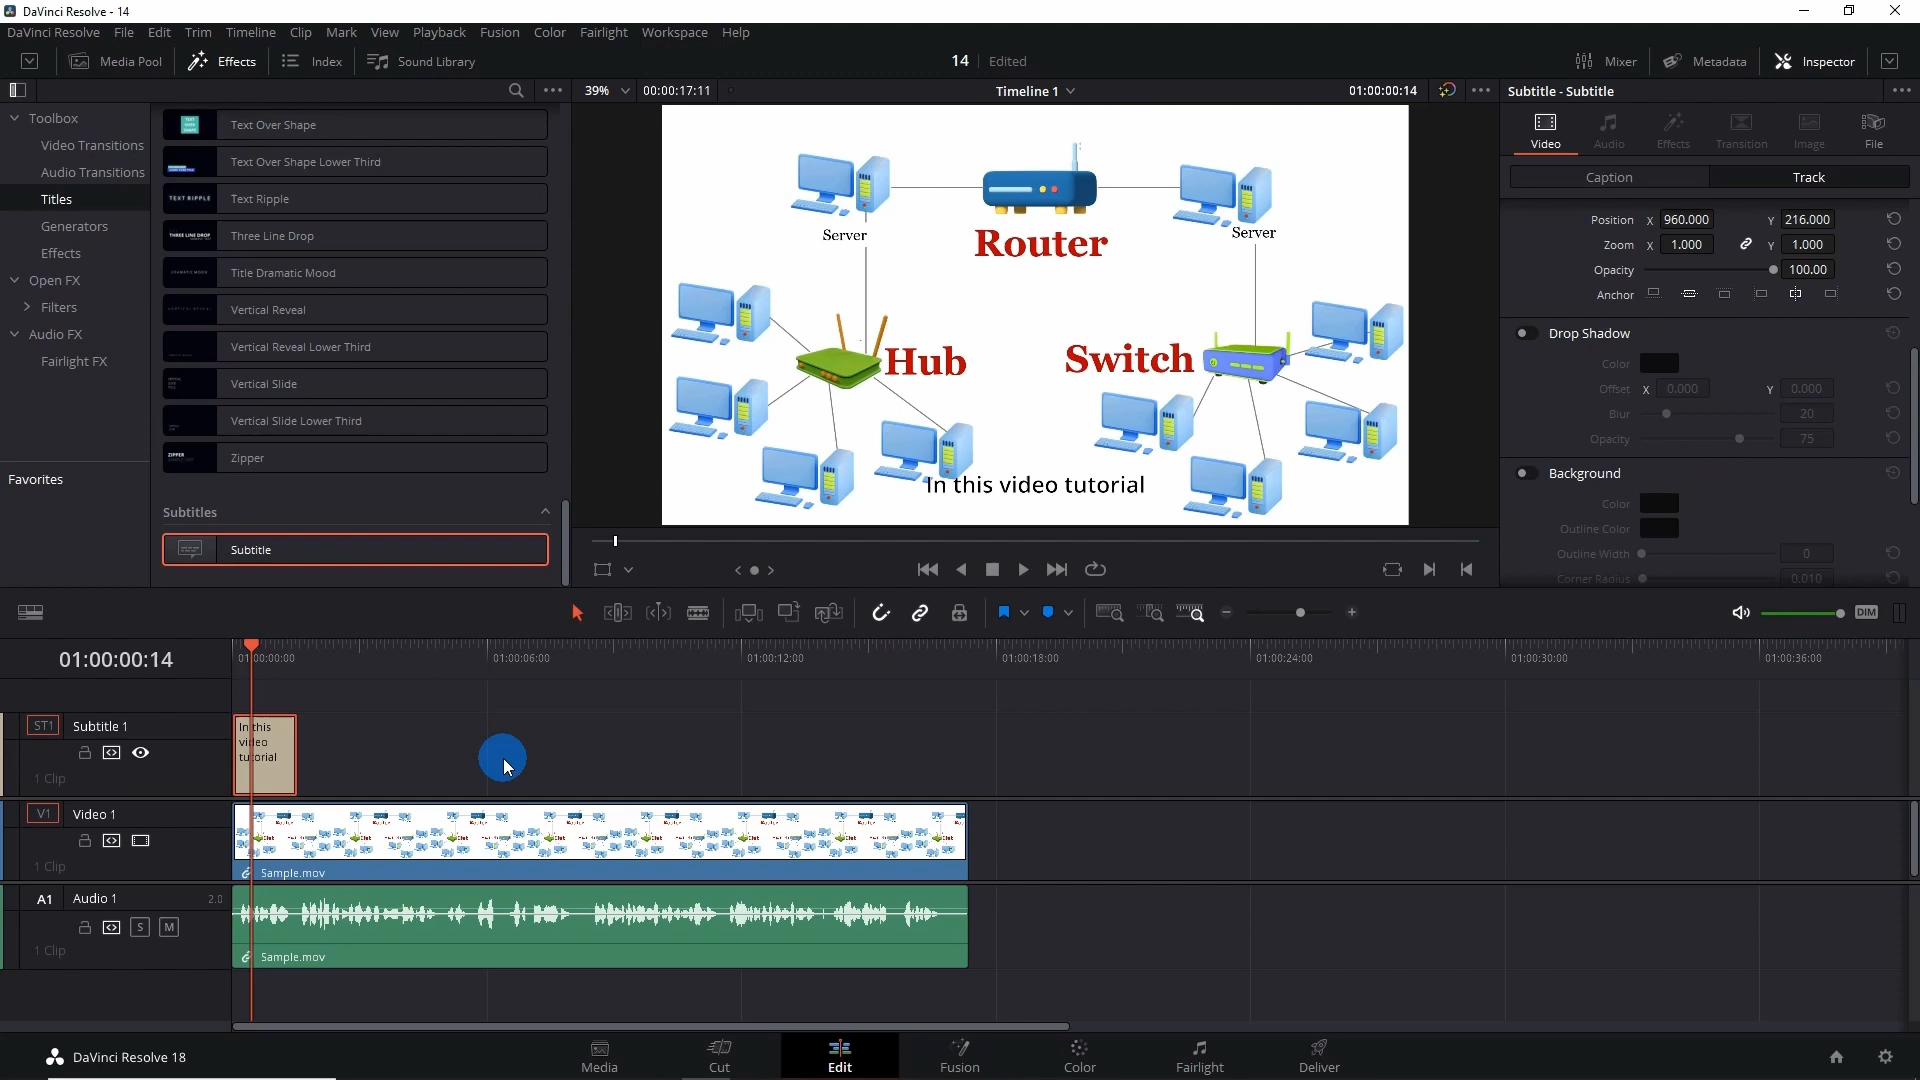 DaVinci Resolve - 14
DaVinci Resolve File Edit Trim Timeline Clip Mark View Playback Fusion Color Fairlight Workspace Help
Media Pool Effects Index Sound Library 14 Edited Mixer Metadata Inspector
39% 00:00:17:11 Timeline 1 01:00:00:14 Subtitle - Subtitle
Toolbox
Video Transitions
Audio Transitions
Titles
Generators
Effects
Open FX
Filters
Audio FX
Fairlight FX
Favorites
Text Over Shape
Text Over Shape Lower Third
TEXT RIPPLE Text Ripple
THREE LINE DROP Three Line Drop
Title Dramatic Mood
Vertical Reveal
Vertical Reveal Lower Third
Vertical Slide
Vertical Slide Lower Third
ZIPPER Zipper
Subtitles
Subtitle
Server
Router
Server
Hub
Switch
In this video tutorial
Video Audio Effects Transition Image File
Caption Track
Position X 960.000 Y 216.000
Zoom X 1.000 Y 1.000
Opacity 100.00
Anchor
Drop Shadow
Color
Offset X 0.000 Y 0.000
Blur 20
Opacity 75
Background
Color
Outline Color
Outline Width 0
Corner Radius 0.010
DIM
01:00:00:14
01:00:00:00 01:00:06:00 01:00:12:00 01:00:18:00 01:00:24:00 01:00:30:00 01:00:36:00
ST1 Subtitle 1
1 Clip
In this
video
tutorial
V1 Video 1
1 Clip
Sample.mov
A1 Audio 1 2.0
S M
1 Clip
Sample.mov
DaVinci Resolve 18
Media Cut Edit Fusion Color Fairlight Deliver